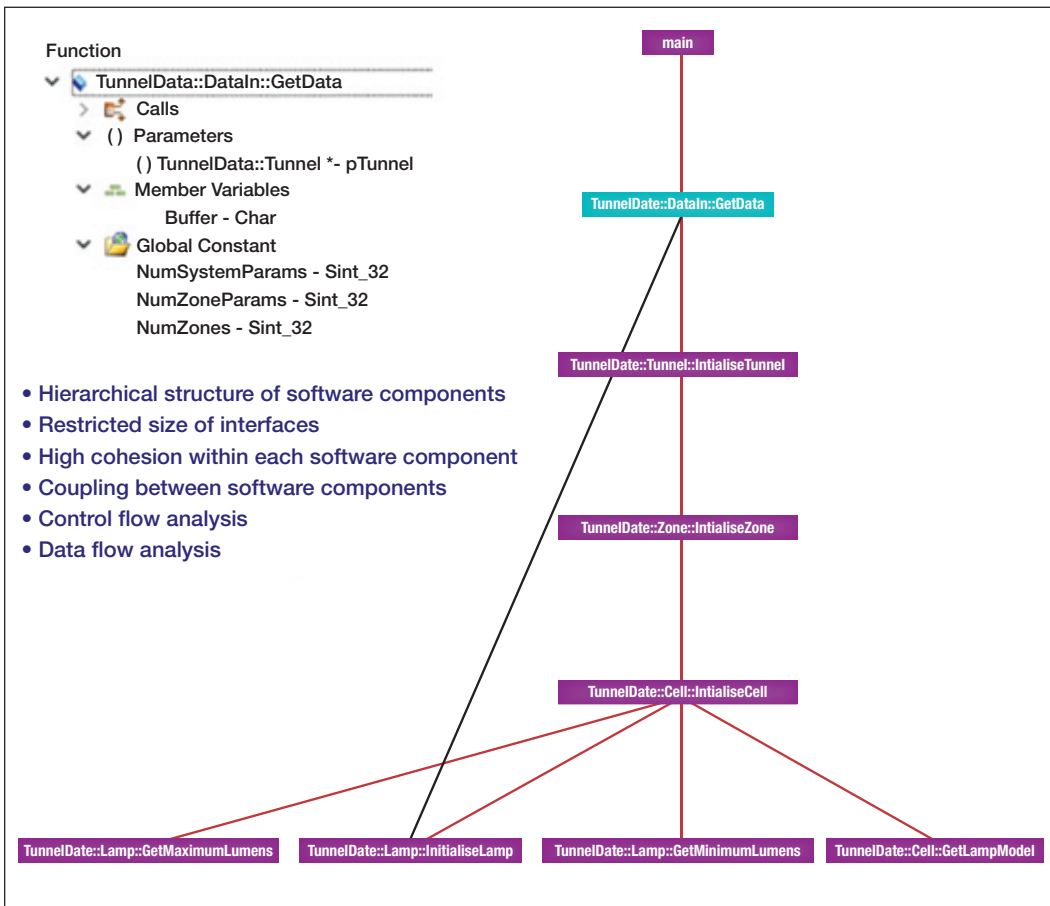 Function
TunnelData::DataIn::GetData
Calls
( ) Parameters
( ) TunnelData::Tunnel *- pTunnel
Member Variables
Buffer - Char
Global Constant
NumSystemParams - Sint_32
NumZoneParams - Sint_32
NumZones - Sint_32
• Hierarchical structure of software components
• Restricted size of interfaces
• High cohesion within each software component
• Coupling between software components
• Control flow analysis
• Data flow analysis
main
TunnelDate::DataIn::GetData
TunnelDate::Tunnel::IntialiseTunnel
TunnelDate::Zone::IntialiseZone
TunnelDate::Cell::IntialiseCell
TunnelDate::Lamp::GetMaximumLumens
TunnelDate::Lamp::InitialiseLamp
TunnelDate::Lamp::GetMinimumLumens
TunnelDate::Cell::GetLampModel